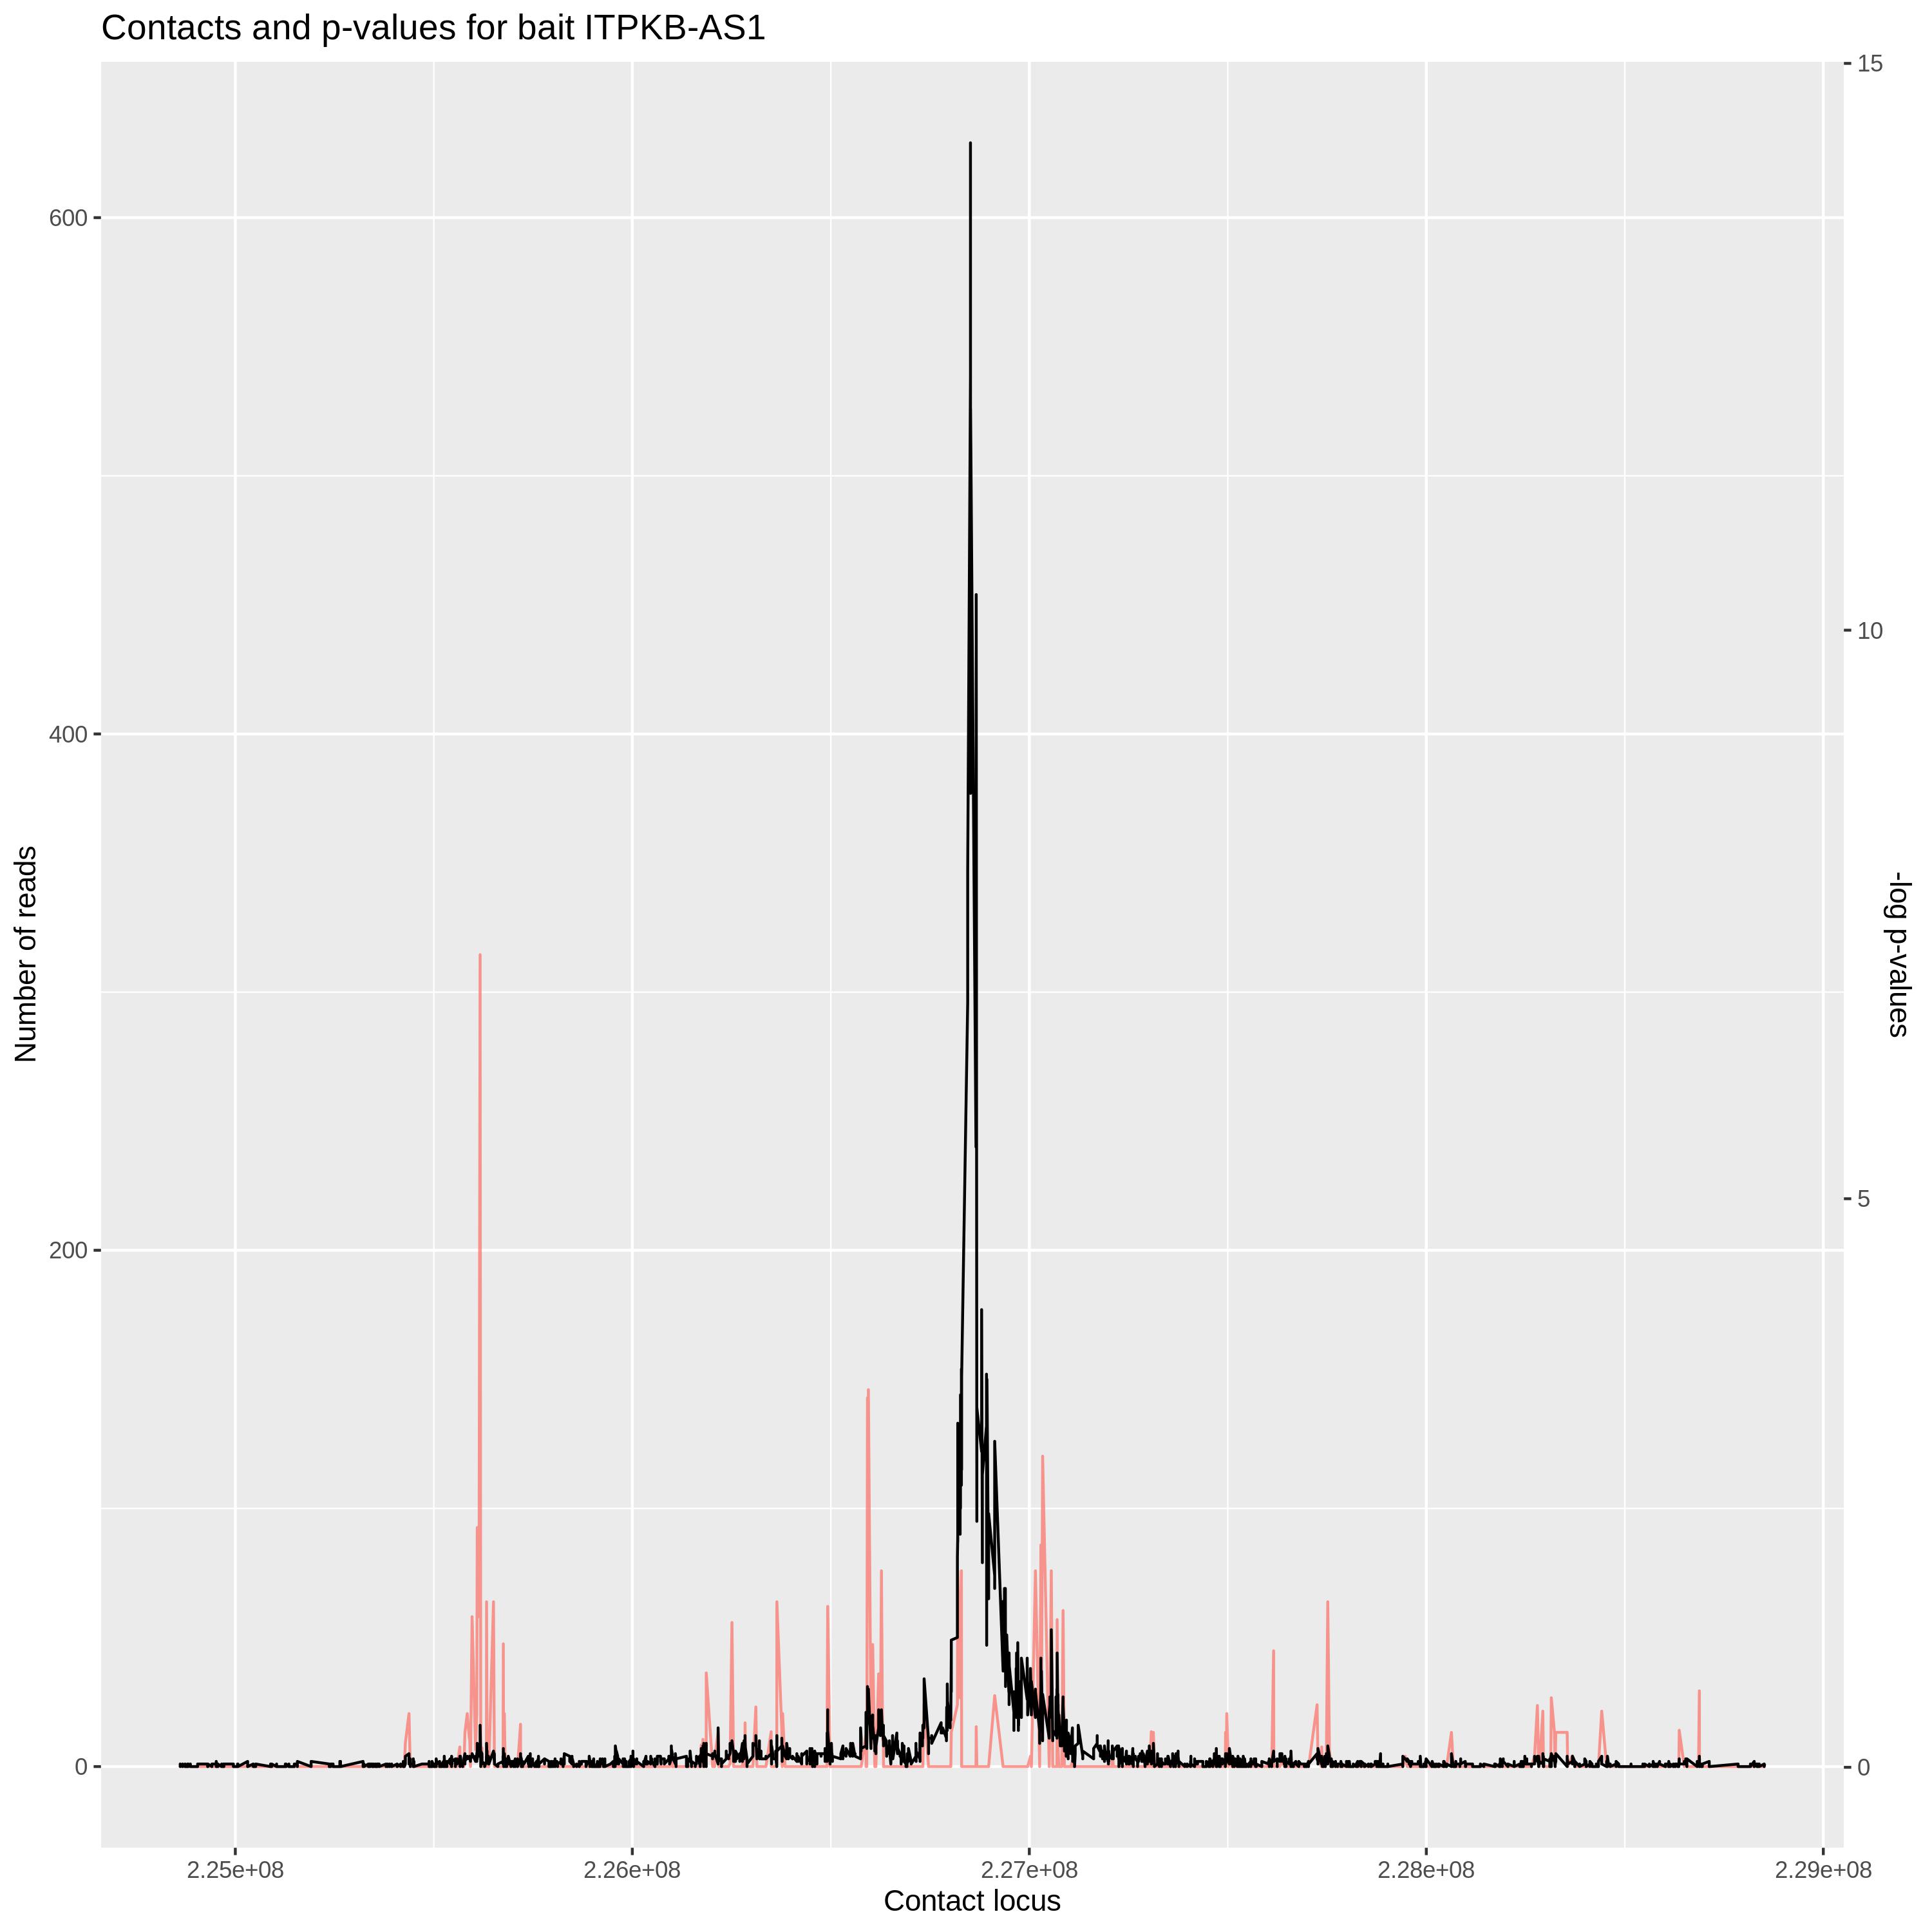 Contacts and p-values for bait ITPKB-AS1
15
600
10
400
Number of reads
-log p-values
5
200
0
0
2.25e+08
2.26e+08
2.27e+08
2.28e+08
2.29e+08
Contact locus